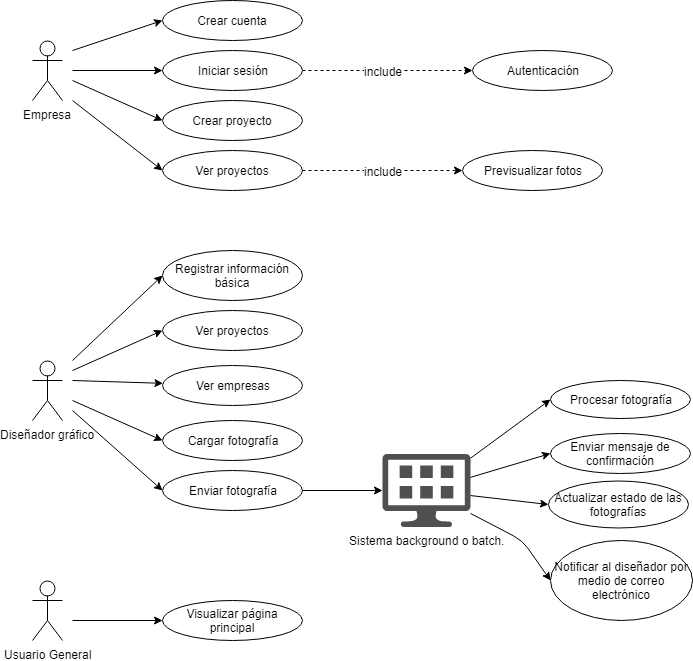 Crear cuenta
Iniciar sesión
include
Autenticación
Empresa
Crear proyecto
Ver proyectos
include
Previsualizar fotos
Registrar información
básica
Ver proyectos
Ver empresas
Diseñador gráfico
Cargar fotografía
Enviar fotografía
Sistema background o batch.
Procesar fotografía
Enviar mensaje de
confirmación
Actualizar estado de las
fotografías
Notificar al diseñador por
medio de correo
electrónico
Visualizar página
principal
Usuario General